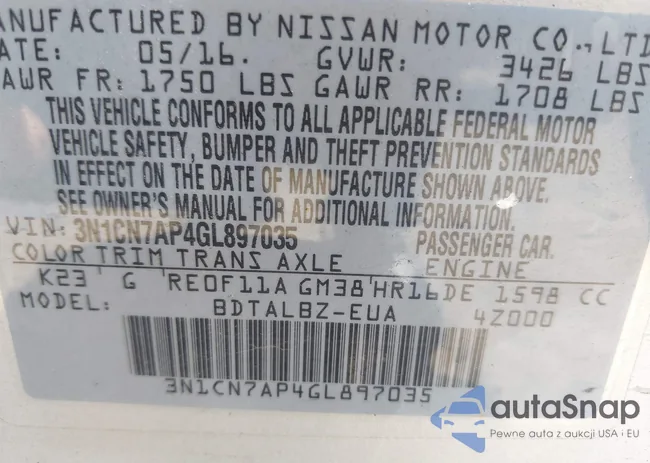 MANUFACTURED BY NISSAN MOTOR CO., LTD
DATE: 05/16. GVWR: 3426 LBS
GAWR FR: 1750 LBS GAWR RR: 1708 LBS
THIS VEHICLE CONFORMS TO ALL APPLICABLE FEDERAL MOTOR
VEHICLE SAFETY, BUMPER AND THEFT PREVENTION STANDARDS
IN EFFECT ON THE DATE OF MANUFACTURE SHOWN ABOVE.
SEE OWNER'S MANUAL FOR ADDITIONAL INFORMATION.
VIN: 3N1CN7AP4GL897035 PASSENGER CAR.
COLOR TRIM TRANS AXLE ENGINE
K23 G RE0F11A GM38 HR16DE 1598 CC
MODEL: BDTALBZ-EUA 4Z000
3N1CN7AP4GL897035
autaSnap
Pewne auta z aukcji USA i EU